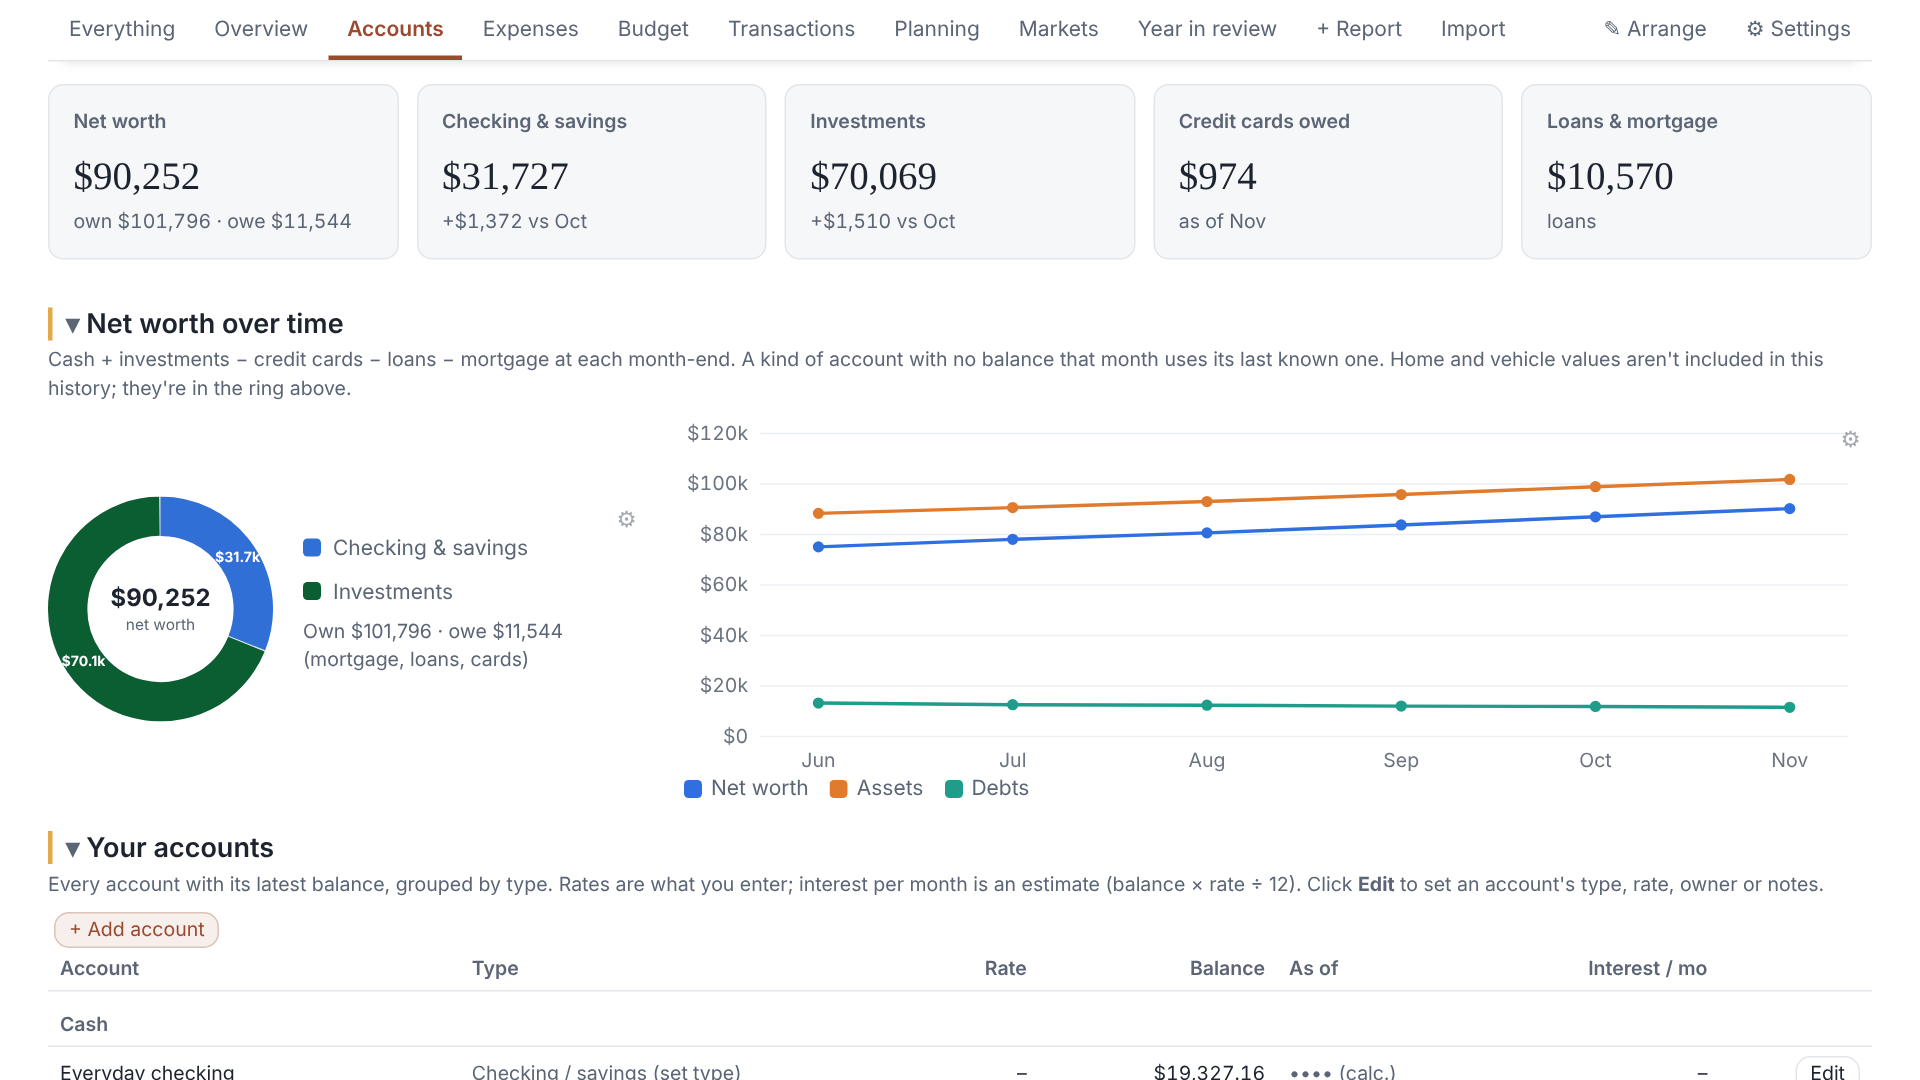 Everything Overview Accounts Expenses Budget Transactions Planning Markets Year in review + Report Import ✎ Arrange ⚙ Settings
Net worth
$90,252
own $101,796 · owe $11,544
Checking & savings
$31,727
+$1,372 vs Oct
Investments
$70,069
+$1,510 vs Oct
Credit cards owed
$974
as of Nov
Loans & mortgage
$10,570
loans
▼ Net worth over time
Cash + investments − credit cards − loans − mortgage at each month-end. A kind of account with no balance that month uses its last known one. Home and vehicle values aren't included in this
history; they're in the ring above.
$31.7k
$70.1k
$90,252
net worth
Checking & savings
Investments
Own $101,796 · owe $11,544
(mortgage, loans, cards)
$120k
$100k
$80k
$60k
$40k
$20k
$0
Jun Jul Aug Sep Oct Nov
Net worth Assets Debts
▼ Your accounts
Every account with its latest balance, grouped by type. Rates are what you enter; interest per month is an estimate (balance × rate ÷ 12). Click Edit to set an account's type, rate, owner or notes.
+ Add account
Account Type Rate Balance As of Interest / mo
Cash
Everyday checking Checking / savings (set type) – $19,327.16 •••• (calc.) – Edit